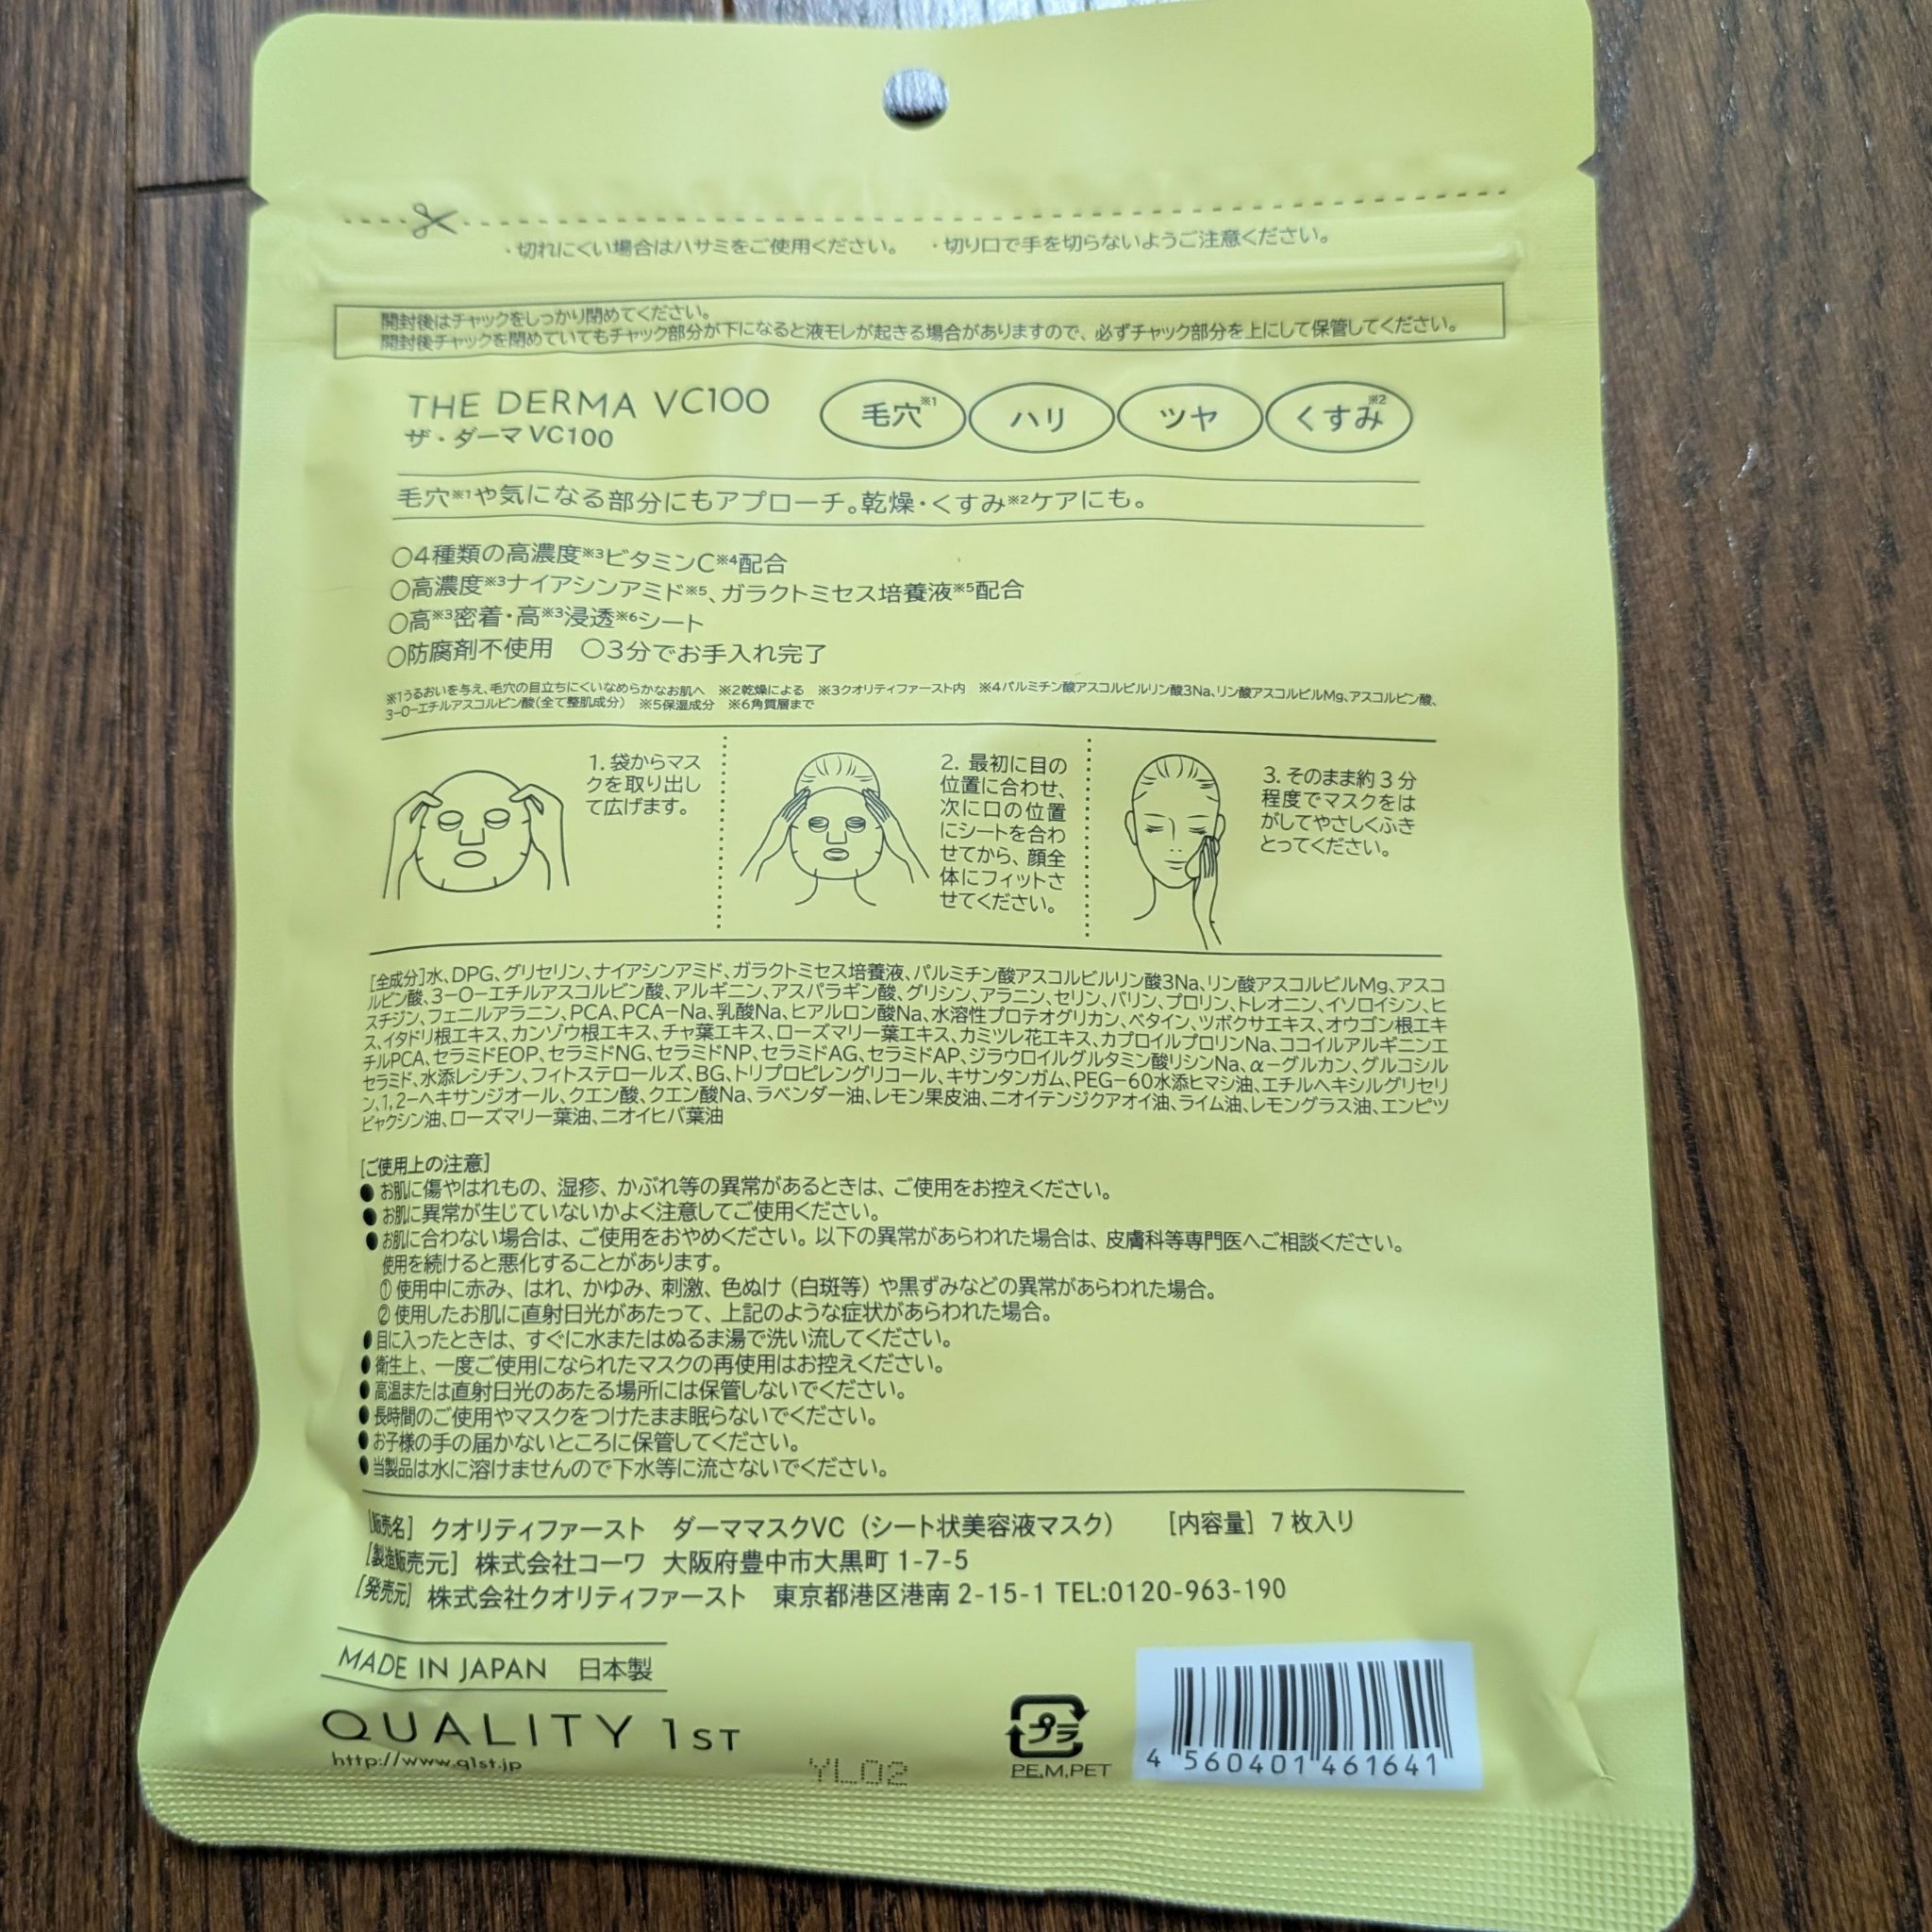 ・切れにくい場合はハサミをご使用ください。　・切り口で手を切らないようご注意ください。
開封後はチャックをしっかり閉めてください。
開封後チャックを閉めていてもチャック部分が下になると液モレが起きる場合がありますので、必ずチャック部分を上にして保管してください。
THE DERMA VC100
ザ・ダーマ VC100
毛穴※1 ハリ ツヤ くすみ※2
毛穴※1や気になる部分にもアプローチ。乾燥・くすみ※2ケアにも。
○4種類の高濃度※3ビタミンC※4配合
○高濃度※3ナイアシンアミド※5、ガラクトミセス培養液※5配合
○高※3密着・高※3浸透※6シート
○防腐剤不使用　○3分でお手入れ完了
※1うるおいを与え、毛穴の目立ちにくいなめらかなお肌へ　※2乾燥による　※3クオリティファースト内　※4パルミチン酸アスコルビルリン酸3Na、リン酸アスコルビルMg、アスコルビン酸、
3-O-エチルアスコルビン酸(全て整肌成分)　※5保湿成分　※6角質層まで
1. 袋からマス
クを取り出し
て広げます。
2. 最初に目の
位置に合わせ、
次に口の位置
にシートを合わ
せてから、顔全
体にフィットさ
せてください。
3. そのまま約3分
程度でマスクをは
がしてやさしくふき
とってください。
[全成分]水、DPG、グリセリン、ナイアシンアミド、ガラクトミセス培養液、パルミチン酸アスコルビルリン酸3Na、リン酸アスコルビルMg、アスコ
ルビン酸、3-O-エチルアスコルビン酸、アルギニン、アスパラギン酸、グリシン、アラニン、セリン、バリン、プロリン、トレオニン、イソロイシン、ヒ
スチジン、フェニルアラニン、PCA、PCA-Na、乳酸Na、ヒアルロン酸Na、水溶性プロテオグリカン、ベタイン、ツボクサエキス、オウゴン根エキ
ス、イタドリ根エキス、カンゾウ根エキス、チャ葉エキス、ローズマリー葉エキス、カミツレ花エキス、カプロイルプロリンNa、ココイルアルギニンエ
チルPCA、セラミドEOP、セラミドNG、セラミドNP、セラミドAG、セラミドAP、ジラウロイルグルタミン酸リシンNa、α-グルカン、グルコシル
セラミド、水添レシチン、フィトステロールズ、BG、トリプロピレングリコール、キサンタンガム、PEG-60水添ヒマシ油、エチルヘキシルグリセリ
ン、1,2-ヘキサンジオール、クエン酸、クエン酸Na、ラベンダー油、レモン果皮油、ニオイテンジクアオイ油、ライム油、レモングラス油、エンピツ
ビャクシン油、ローズマリー葉油、ニオイヒバ葉油
[ご使用上の注意]
●お肌に傷やはれもの、湿疹、かぶれ等の異常があるときは、ご使用をお控えください。
●お肌に異常が生じていないかよく注意してご使用ください。
●お肌に合わない場合は、ご使用をおやめください。以下の異常があらわれた場合は、皮膚科等専門医へご相談ください。
使用を続けると悪化することがあります。
①使用中に赤み、はれ、かゆみ、刺激、色ぬけ（白斑等）や黒ずみなどの異常があらわれた場合。
②使用したお肌に直射日光があたって、上記のような症状があらわれた場合。
●目に入ったときは、すぐに水またはぬるま湯で洗い流してください。
●衛生上、一度ご使用になられたマスクの再使用はお控えください。
●高温または直射日光のあたる場所には保管しないでください。
●長時間のご使用やマスクをつけたまま眠らないでください。
●お子様の手の届かないところに保管してください。
●当製品は水に溶けませんので下水等に流さないでください。
[販売名] クオリティファースト　ダーママスクVC（シート状美容液マスク）　[内容量] 7枚入り
[製造販売元] 株式会社コーワ 大阪府豊中市大黒町1-7-5
[発売元] 株式会社クオリティファースト　東京都港区港南2-15-1 TEL:0120-963-190
MADE IN JAPAN　日本製
QUALITY 1ST
http://www.q1st.jp
YL02
プラ
PE,M,PET
4 560401 461641